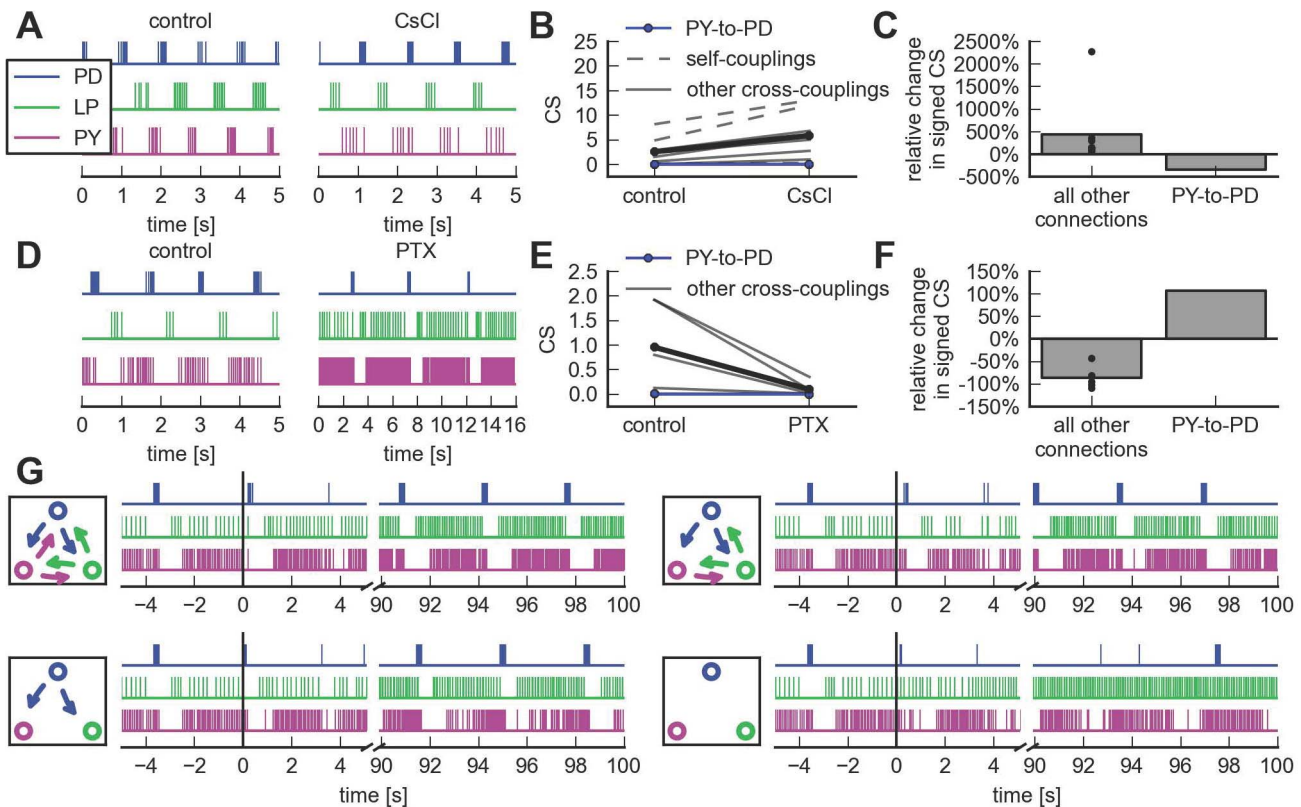 A
control
CsCl
PD
LP
PY
0 1 2 3 4 5
0 1 2 3 4 5
time [s]
time [s]
B
PY-to-PD
self-couplings
other cross-couplings
CS
25
20
15
10
5
0
control
CsCl
C
relative change
in signed CS
2500%
2000%
1500%
1000%
500%
0%
-500%
all other
connections
PY-to-PD
D
control
PTX
0 1 2 3 4 5
0 2 4 6 8 10 12 14 16
time [s]
time [s]
E
PY-to-PD
other cross-couplings
CS
2.5
2.0
1.5
1.0
0.5
0.0
control
PTX
F
relative change
in signed CS
150%
100%
50%
0%
-50%
-100%
-150%
all other
connections
PY-to-PD
G
−4 −2 0 2 4 90 92 94 96 98 100
−4 −2 0 2 4 90 92 94 96 98 100
−4 −2 0 2 4 90 92 94 96 98 100
time [s]
−4 −2 0 2 4 90 92 94 96 98 100
time [s]